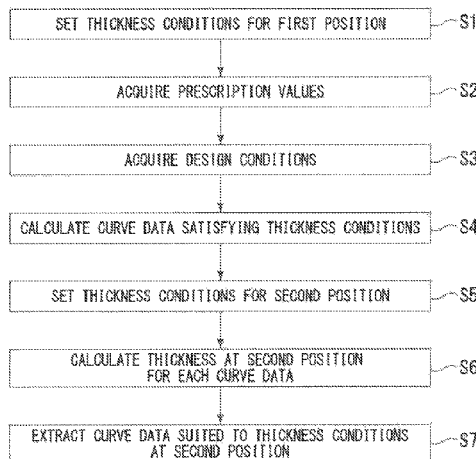 SET THICKNESS CONDITIONS FOR FIRST POSITION S1
ACQUIRE PRESCRIPTION VALUES S2
ACQUIRE DESIGN CONDITIONS S3
CALCULATE CURVE DATA SATISFYING THICKNESS CONDITIONS S4
SET THICKNESS CONDITIONS FOR SECOND POSITION S5
CALCULATE THICKNESS AT SECOND POSITION
FOR EACH CURVE DATA S6
EXTRACT CURVE DATA SUITED TO THICKNESS CONDITIONS
AT SECOND POSITION S7